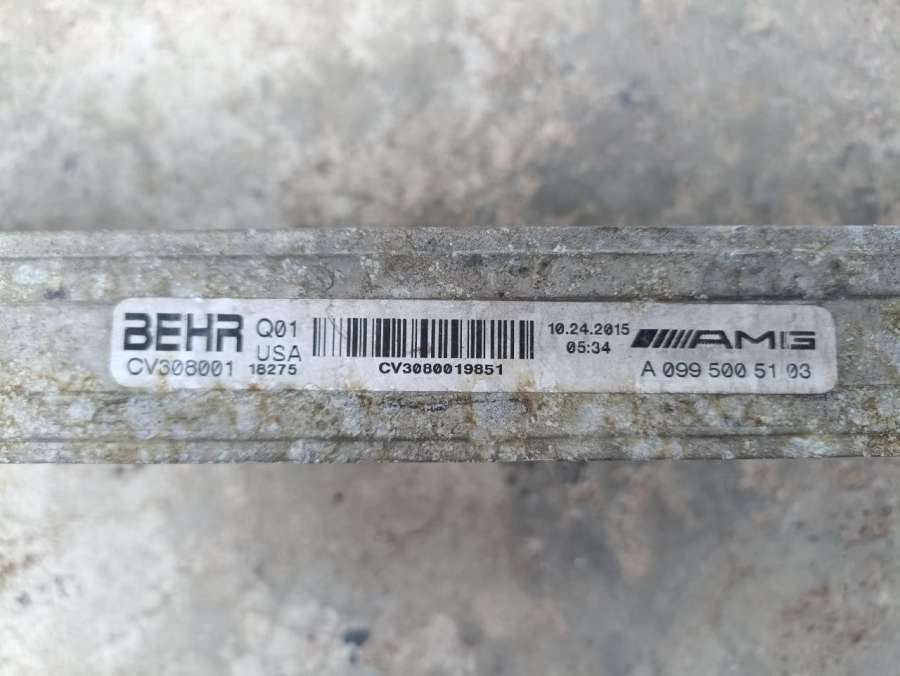 BEHR Q01 10.24.2015 AMG
USA 05:34
CV308001 18275 CV3080019851 A 099 500 51 03